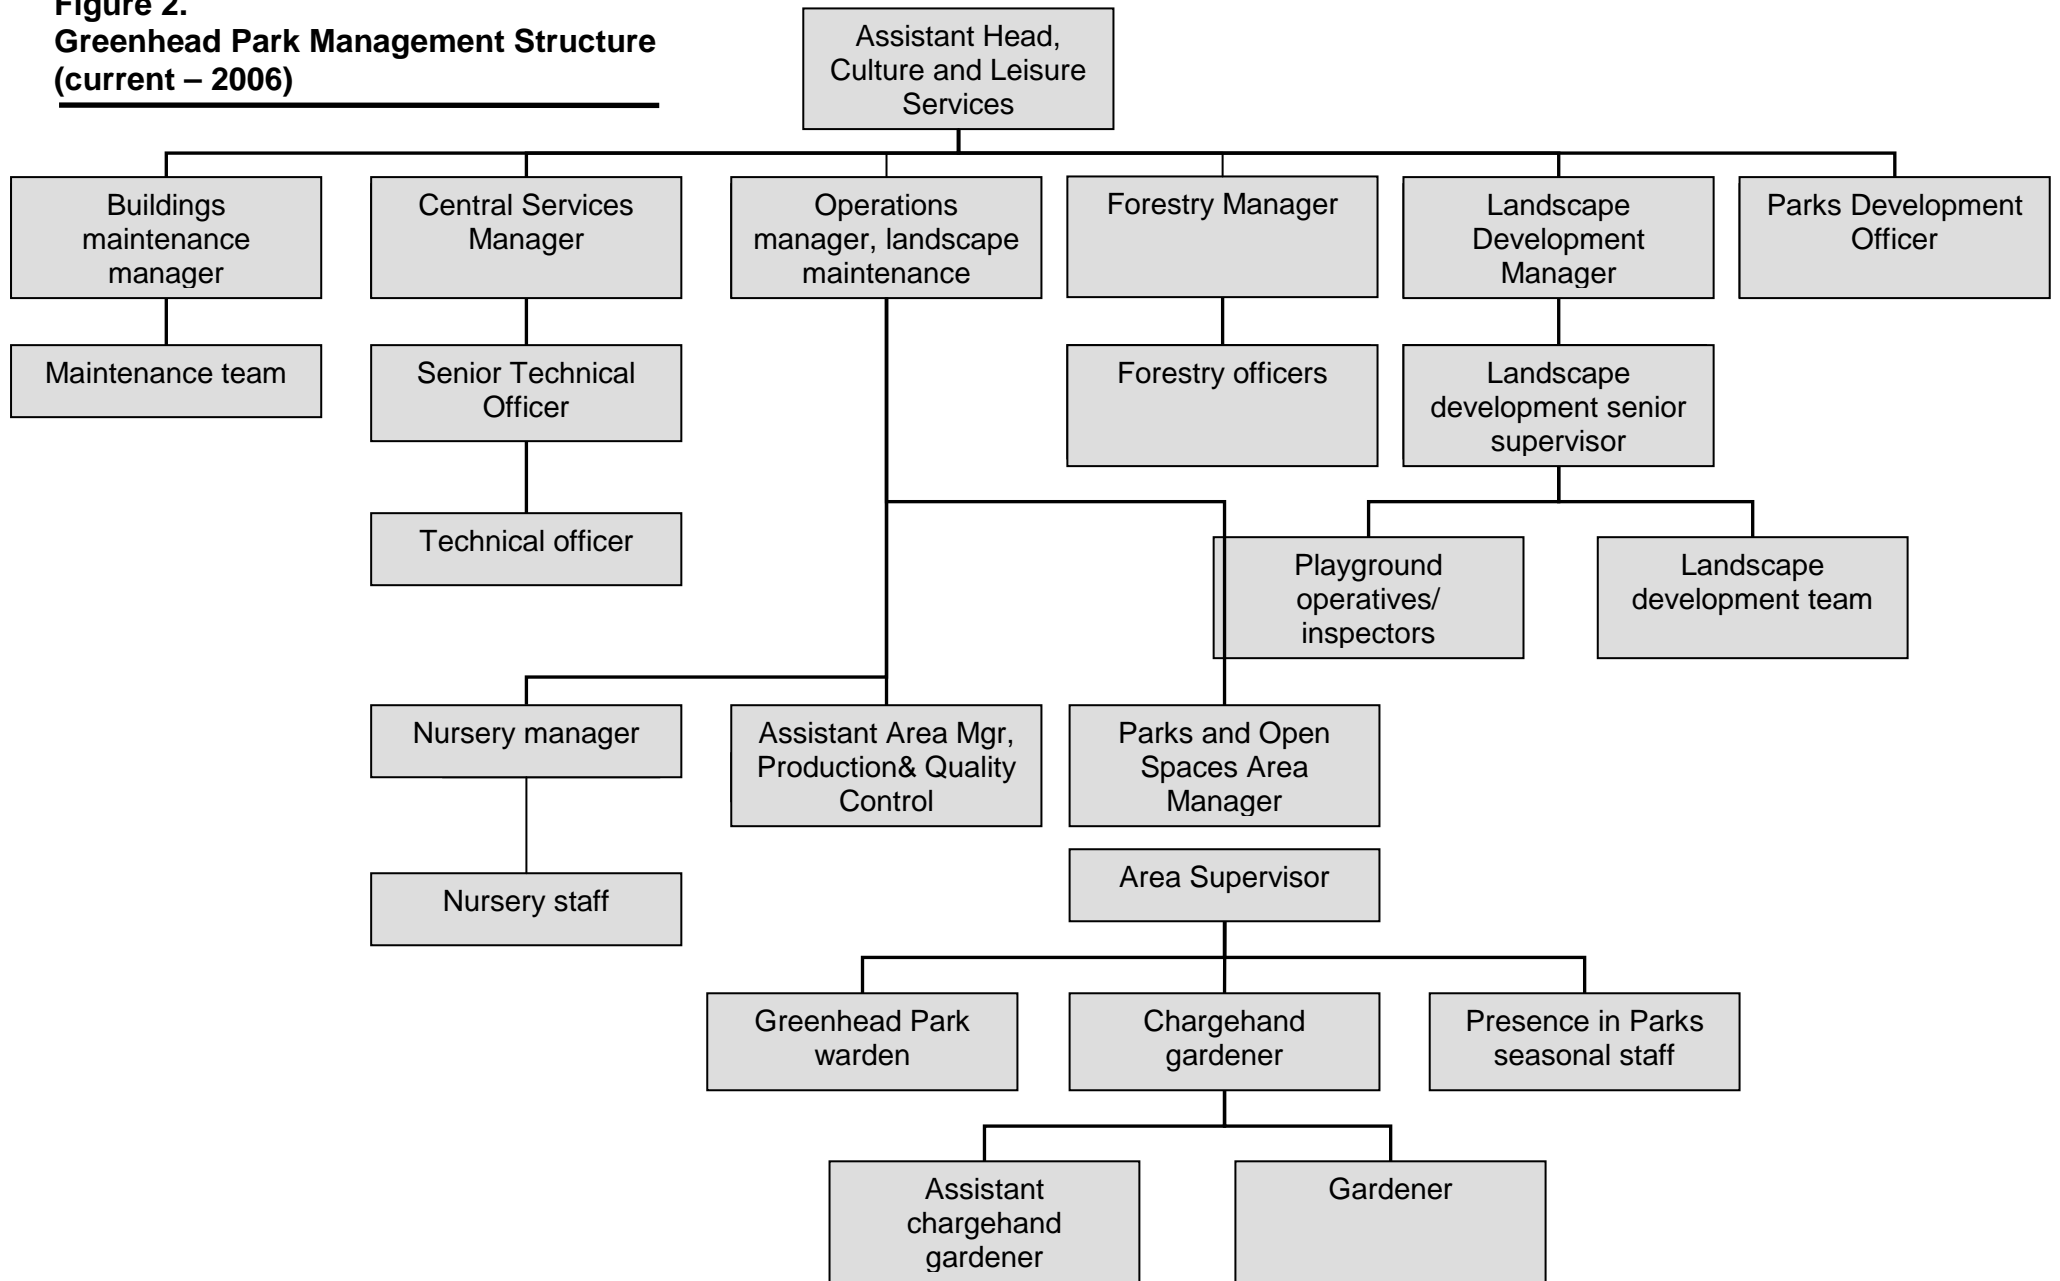 Figure 2.
Greenhead Park Management Structure
(current – 2006)
Assistant Head,
Culture and Leisure
Services
Buildings
maintenance
manager
Central Services
Manager
Operations
manager, landscape
maintenance
Forestry Manager
Landscape
Development
Manager
Parks Development
Officer
Maintenance team
Senior Technical
Officer
Forestry officers
Landscape
development senior
supervisor
Technical officer
Playground
operatives/
inspectors
Landscape
development team
Nursery manager
Assistant Area Mgr,
Production& Quality
Control
Parks and Open
Spaces Area
Manager
Area Supervisor
Nursery staff
Greenhead Park
warden
Chargehand
gardener
Presence in Parks
seasonal staff
Assistant
chargehand
gardener
Gardener